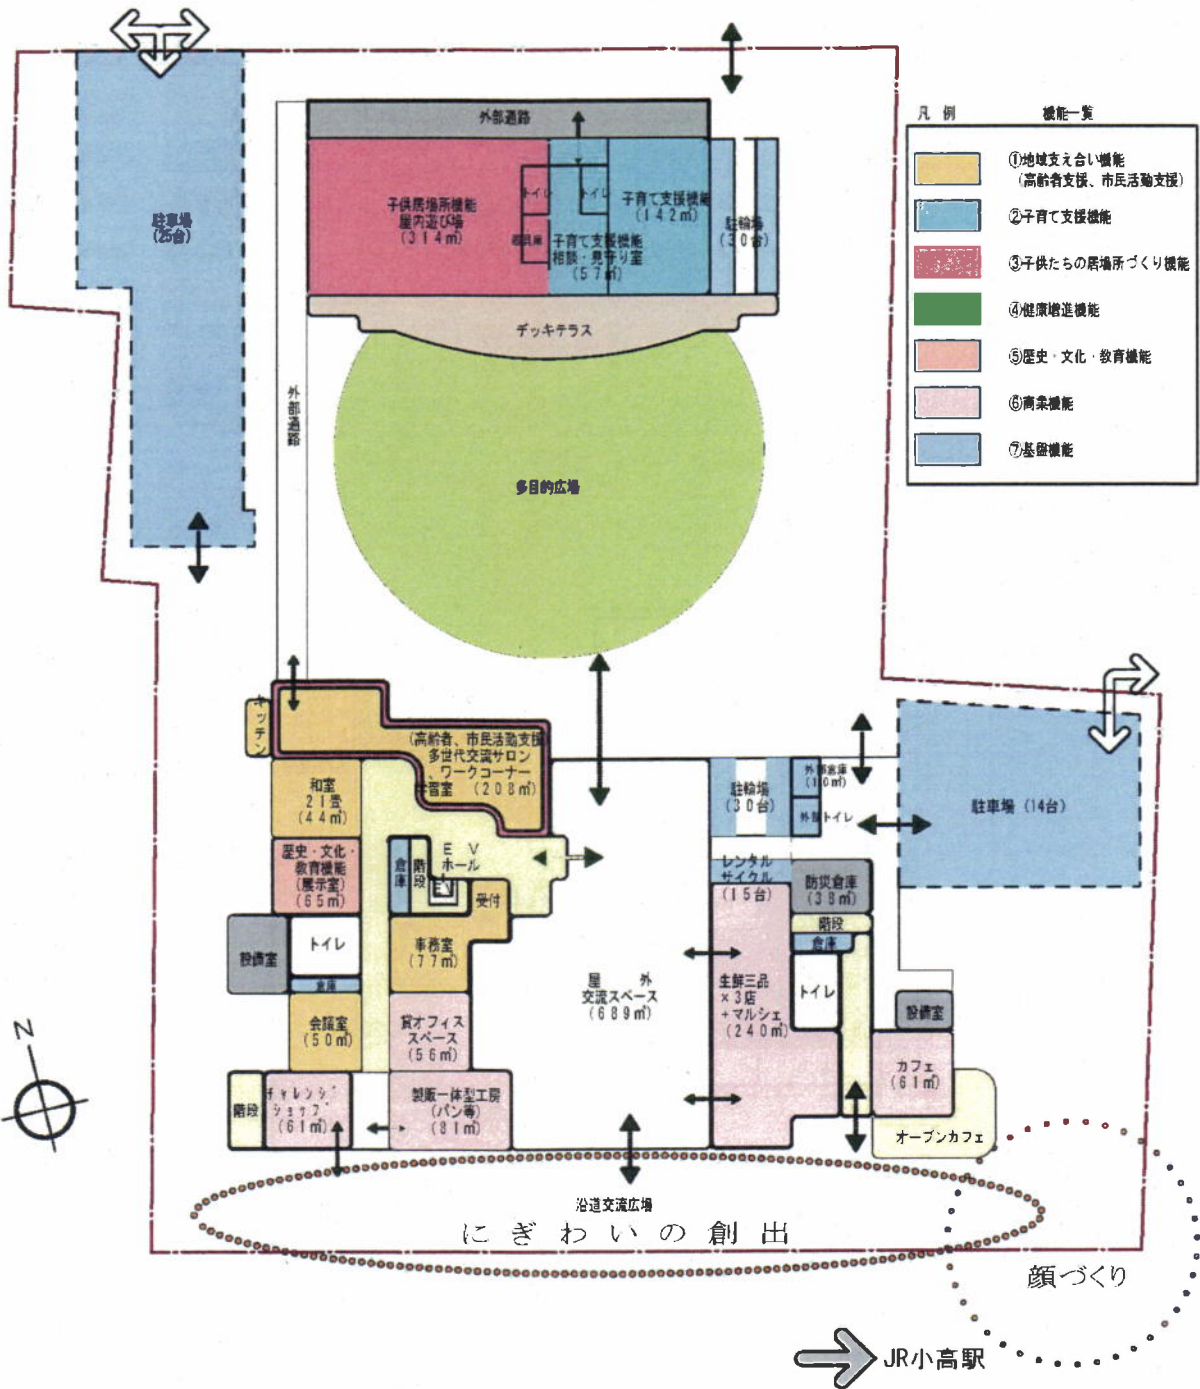 外部通路
凡 例 機能一覧
①地域支え合い機能
(高齢者支援、市民活動支援)
②子育て支援機能
③子供たちの居場所づくり機能
④健康増進機能
⑤歴史・文化・教育機能
⑥商業機能
⑦基盤機能
駐車場
(25台)
子供居場所機能
屋内遊び場
(314㎡)
トイレ
トイレ
子育て支援機能
(142㎡)
子育て支援機能
相談・見守り室
(57㎡)
駐輪場
(30台)
デッキテラス
外部通路
多目的広場
キッチン
(高齢者、市民活動支援
多世代交流サロン
、ワークコーナー
学習室 (208㎡)
和室
21畳
(44㎡)
歴史・文化・
教育機能
(展示室)
(65㎡)
倉庫
階段
EV
ホール
EV
受付
事務室
(77㎡)
設備室
トイレ
倉庫
会議室
(50㎡)
貸オフィス
スペース
(56㎡)
階段
チャレンジ
ショップ
(61㎡)
製販一体型工房
(パン等)
(81㎡)
屋 外
交流スペース
(689㎡)
駐輪場
(30台)
外部倉庫
(10㎡)
外部トイレ
駐車場 (14台)
レンタル
サイクル
(15台)
防災倉庫
(38㎡)
階段
倉庫
生鮮三品
×3店
+マルシェ
(240㎡)
トイレ
設備室
カフェ
(61㎡)
オープンカフェ
N
沿道交流広場
にぎわいの創出
顔づくり
JR小高駅